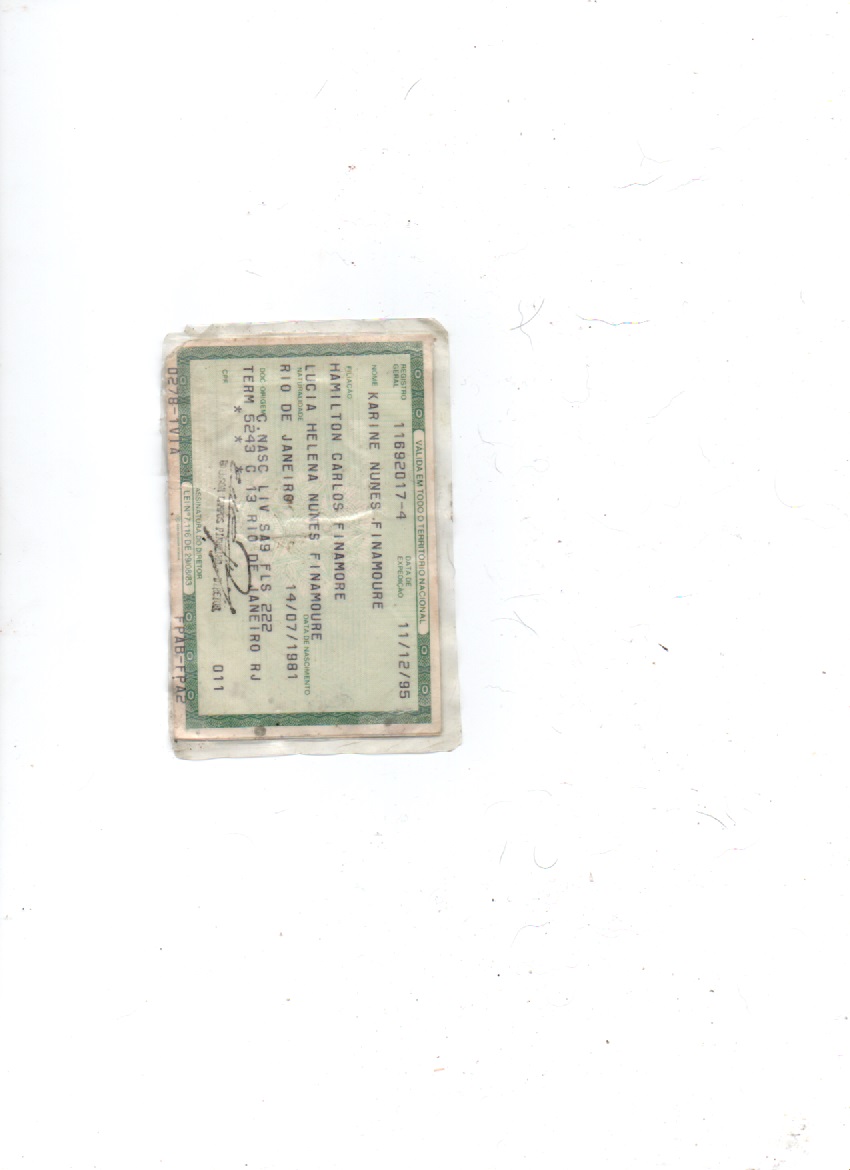 VÁLIDA EM TODO O TERRITÓRIO NACIONAL
REGISTRO GERAL 11692017-4 DATA DE EXPEDIÇÃO 11/12/95
NOME KARINE NUNES FINAMOURE
FILIAÇÃO
HAMILTON CARLOS FINAMORE
LUCIA HELENA NUNES FINAMOURE
NATURALIDADE DATA DE NASCIMENTO
RIO DE JANEIRO 14/07/1981
DOC ORIGEM C.NASC LIV SA9 FLS 222
TERM 5243 C 13 RIO DE JANEIRO RJ
* *
CPF 011
ASSINATURA DO DIRETOR
LEI Nº 7.116 DE 29/08/83
0278-1VIA FPAB-FPA2